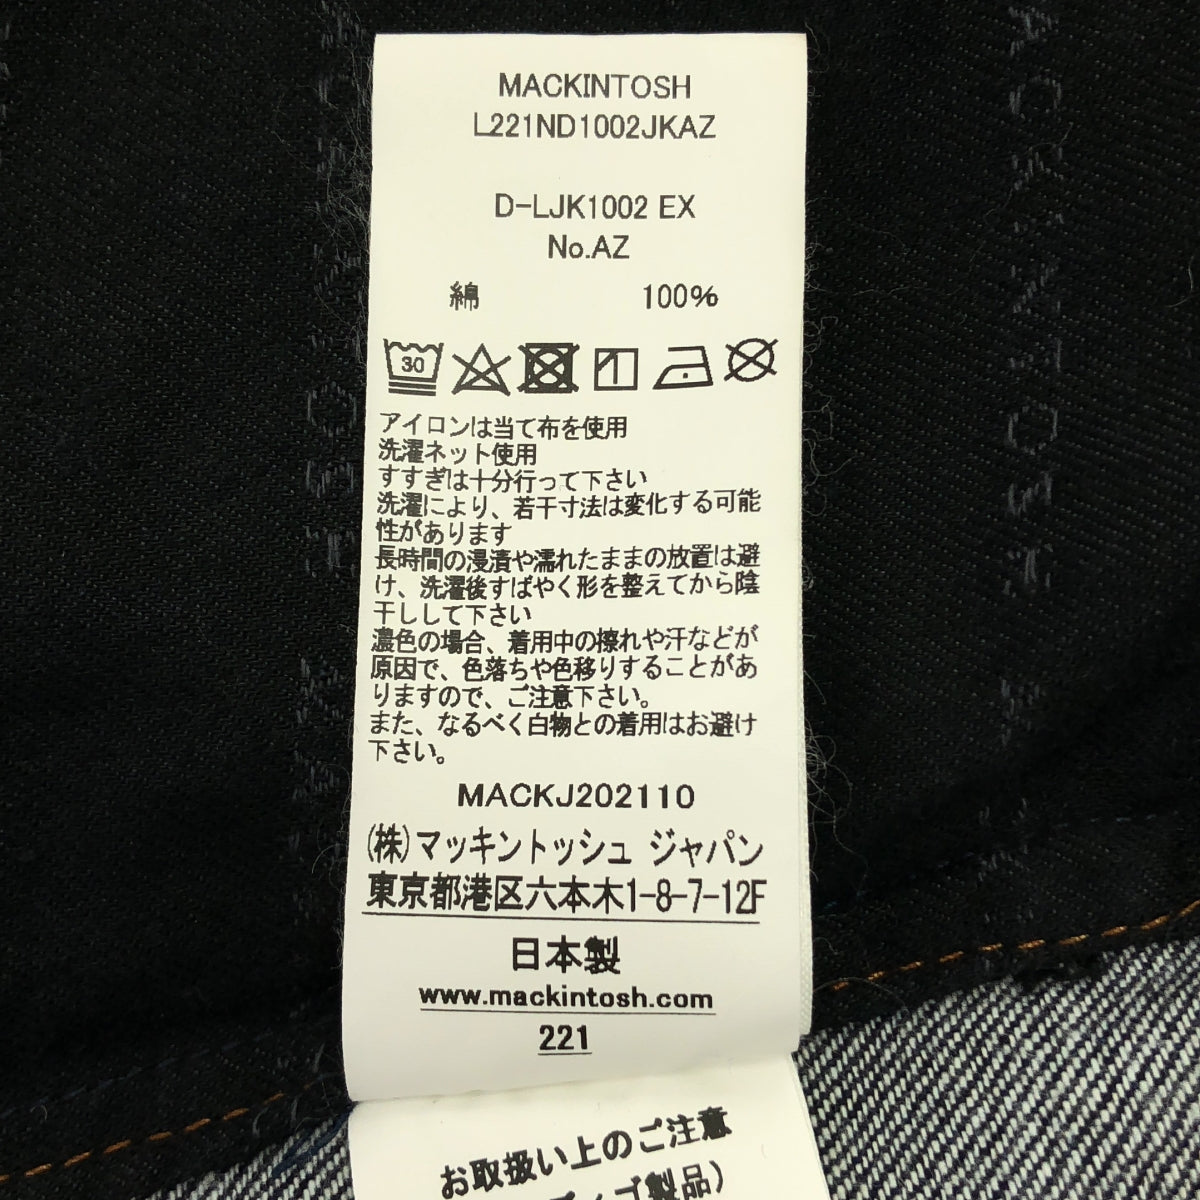 MACKINTOSH
L221ND1002JKAZ
D-LJK1002 EX
No.AZ
綿 100%
30
アイロンは当て布を使用
洗濯ネット使用
すすぎは十分行って下さい
洗濯により、若干寸法は変化する可能
性があります
長時間の浸漬や濡れたままの放置は避
け、洗濯後すばやく形を整えてから陰
干しして下さい
濃色の場合、着用中の擦れや汗などが
原因で、色落ちや色移りすることがあ
りますので、ご注意下さい。
また、なるべく白物との着用はお避け
下さい。
MACKJ202110
(株)マッキントッシュ ジャパン
東京都港区六本木1-8-7-12F
日本製
www.mackintosh.com
221
お取扱い上のご注意
ィゴ製品)